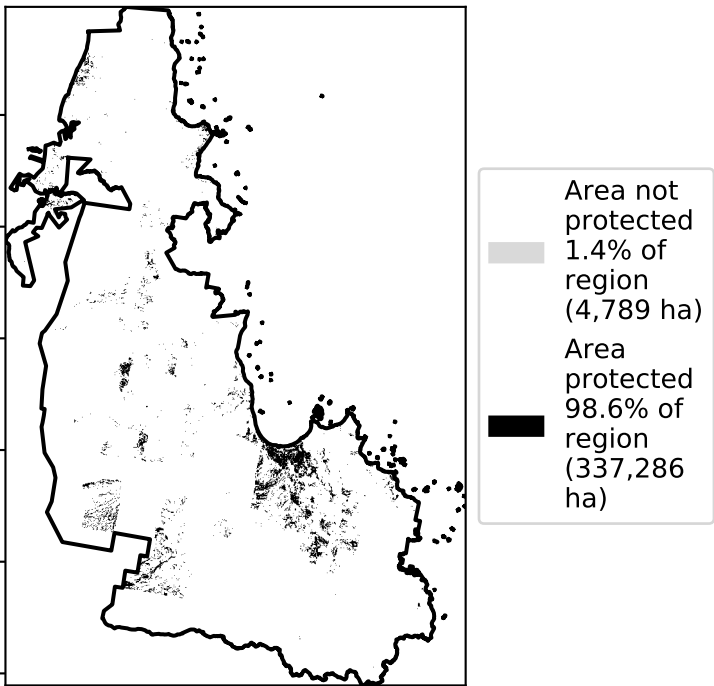 Area not
protected
1.4% of
region
(4,789 ha)
Area
protected
98.6% of
region
(337,286
ha)